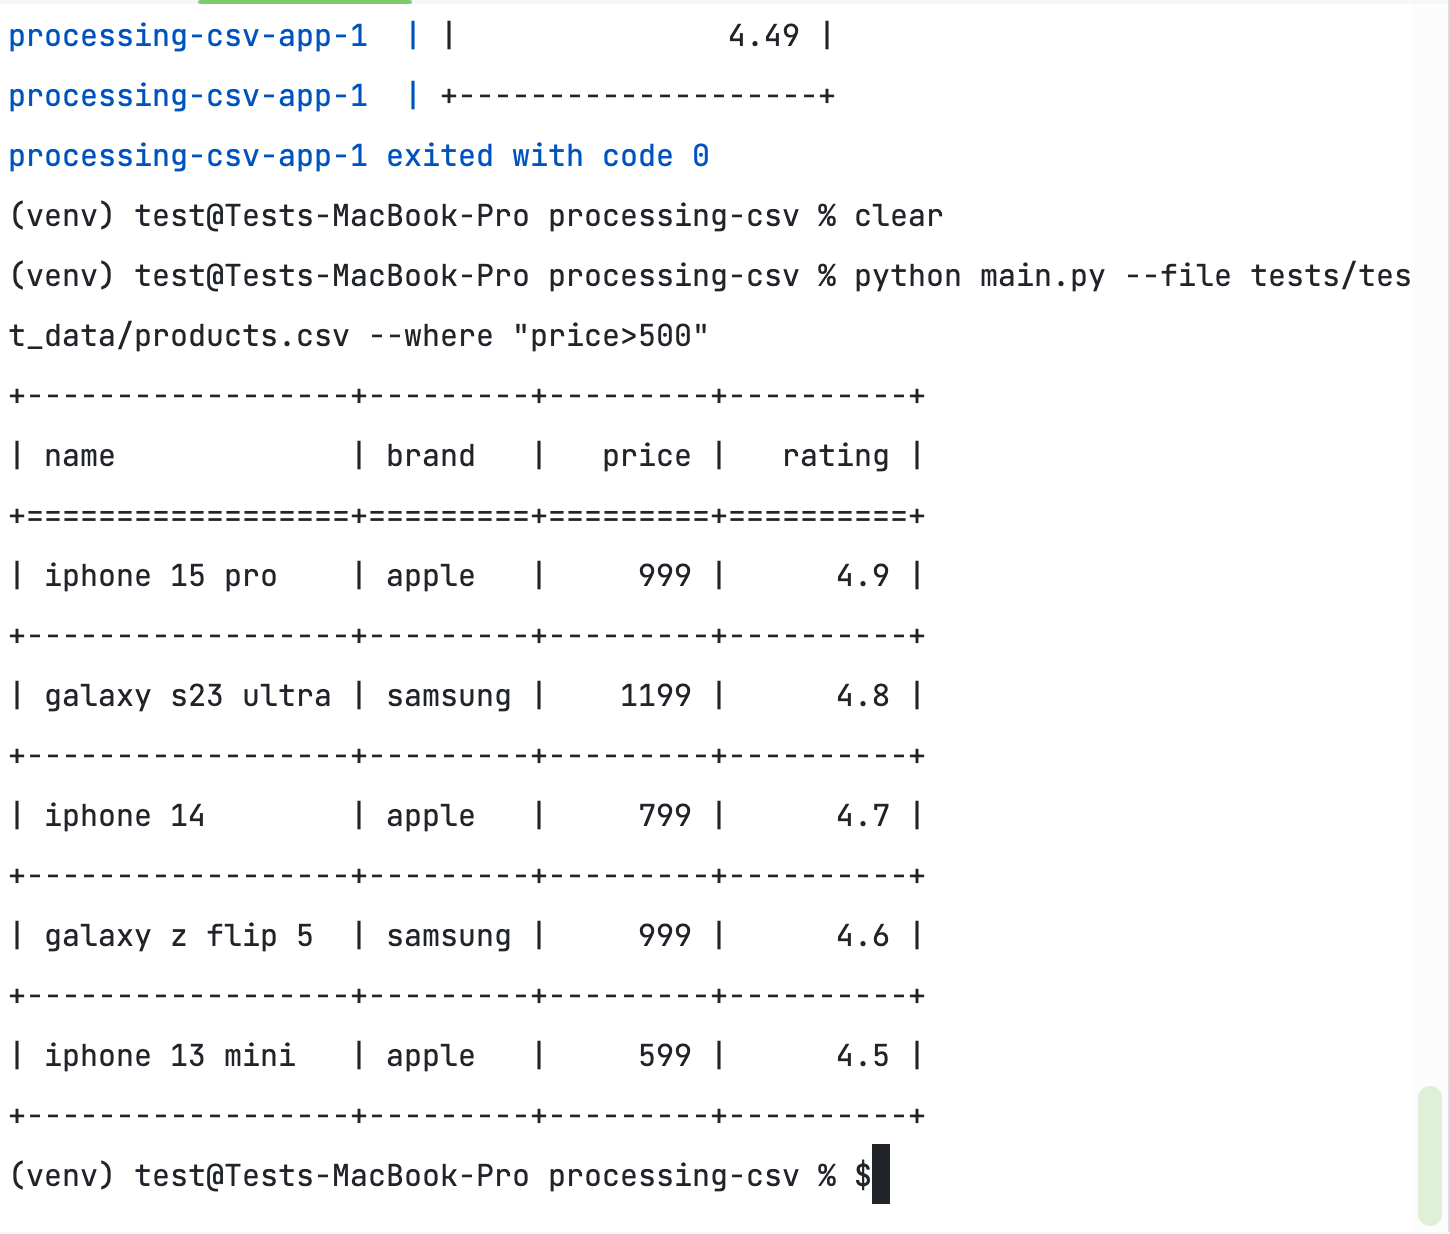 processing-csv-app-1  | |               4.49 |
processing-csv-app-1  | +--------------------+
processing-csv-app-1 exited with code 0
(venv) test@Tests-MacBook-Pro processing-csv % clear
(venv) test@Tests-MacBook-Pro processing-csv % python main.py --file tests/tes
t_data/products.csv --where "price>500"
+------------------+---------+---------+----------+
| name             | brand   |   price |   rating |
+==================+=========+=========+==========+
| iphone 15 pro    | apple   |     999 |      4.9 |
+------------------+---------+---------+----------+
| galaxy s23 ultra | samsung |    1199 |      4.8 |
+------------------+---------+---------+----------+
| iphone 14        | apple   |     799 |      4.7 |
+------------------+---------+---------+----------+
| galaxy z flip 5  | samsung |     999 |      4.6 |
+------------------+---------+---------+----------+
| iphone 13 mini   | apple   |     599 |      4.5 |
+------------------+---------+---------+----------+
(venv) test@Tests-MacBook-Pro processing-csv % $